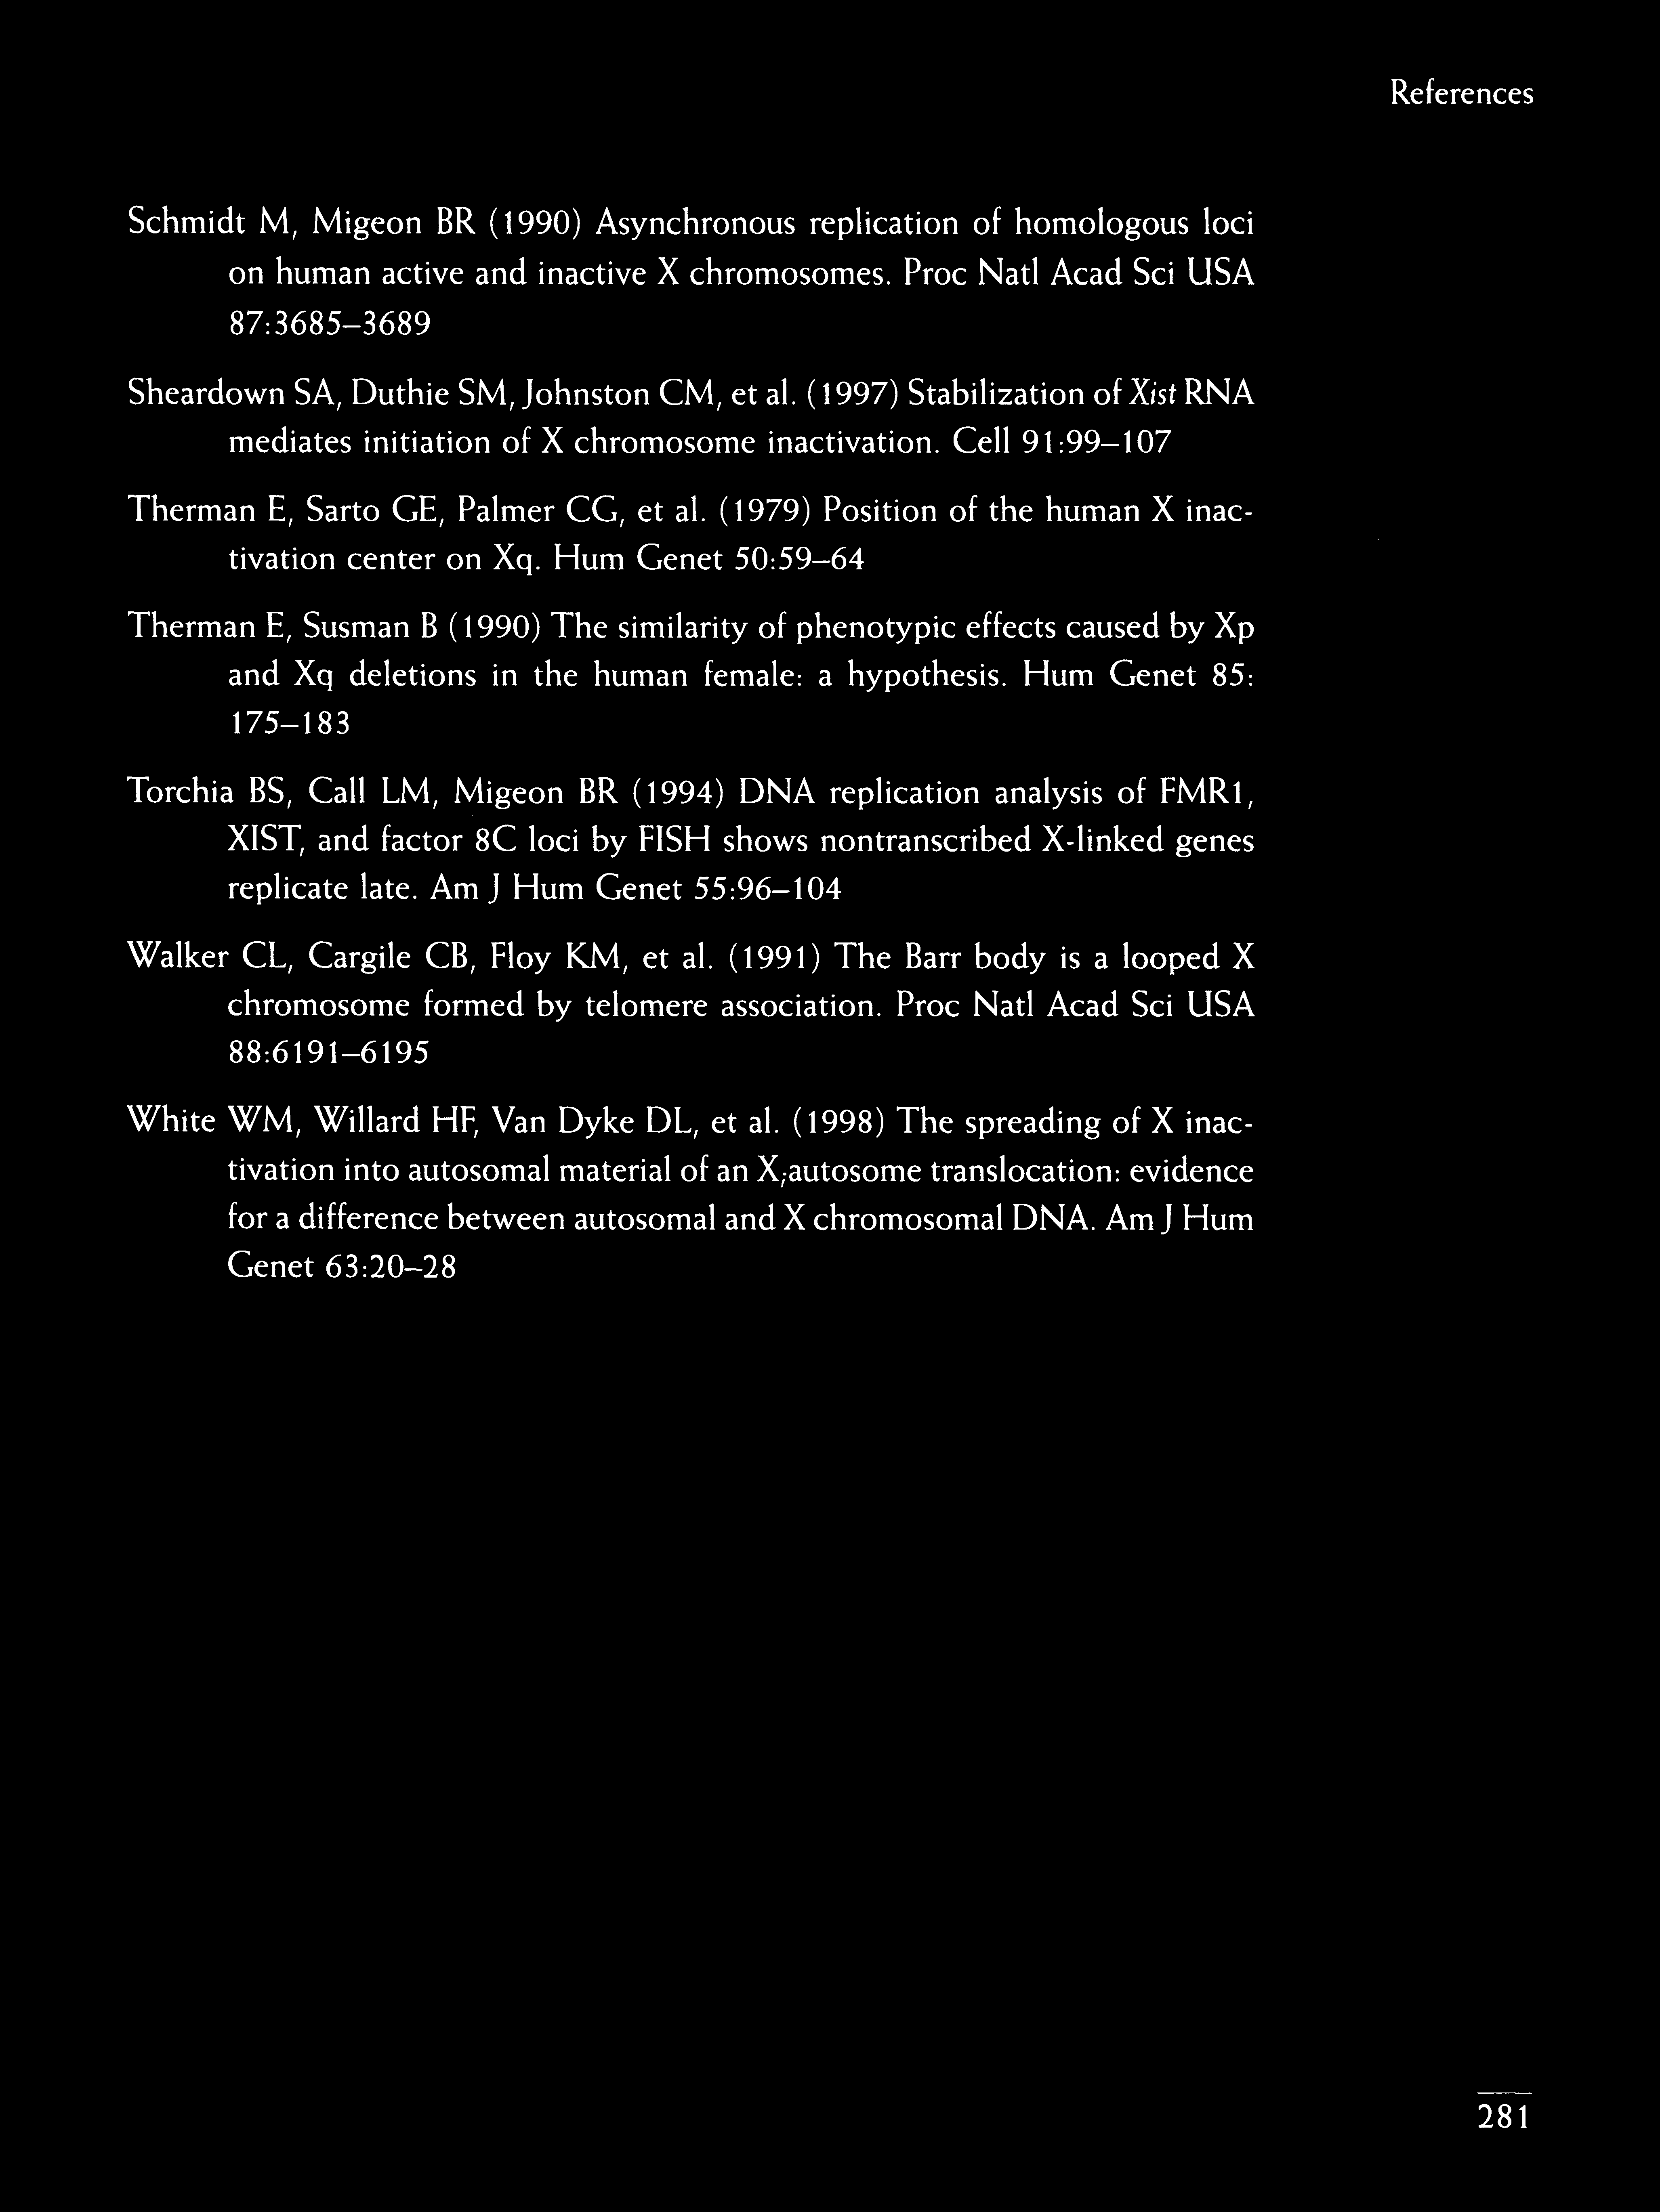 References
Schmidt M, Migeon BR (1990) Asynchronous replication of homologous loci
on human active and inactive X chromosomes. Proc Natl Acad Sci USA
87:3685–3689
Sheardown SA, Duthie SM, Johnston CM, et al. (1997) Stabilization of Xist RNA
mediates initiation of X chromosome inactivation. Cell 91:99–107
Therman E, Sarto GE, Palmer CG, et al. (1979) Position of the human X inac-
tivation center on Xq. Hum Genet 50:59–64
Therman E, Susman B (1990) The similarity of phenotypic effects caused by Xp
and Xq deletions in the human female: a hypothesis. Hum Genet 85:
175–183
Torchia BS, Call LM, Migeon BR (1994) DNA replication analysis of FMR1,
XIST, and factor 8C loci by FISH shows nontranscribed X-linked genes
replicate late. Am J Hum Genet 55:96–104
Walker CL, Cargile CB, Floy KM, et al. (1991) The Barr body is a looped X
chromosome formed by telomere association. Proc Natl Acad Sci USA
88:6191–6195
White WM, Willard HF, Van Dyke DL, et al. (1998) The spreading of X inac-
tivation into autosomal material of an X;autosome translocation: evidence
for a difference between autosomal and X chromosomal DNA. Am J Hum
Genet 63:20–28
281